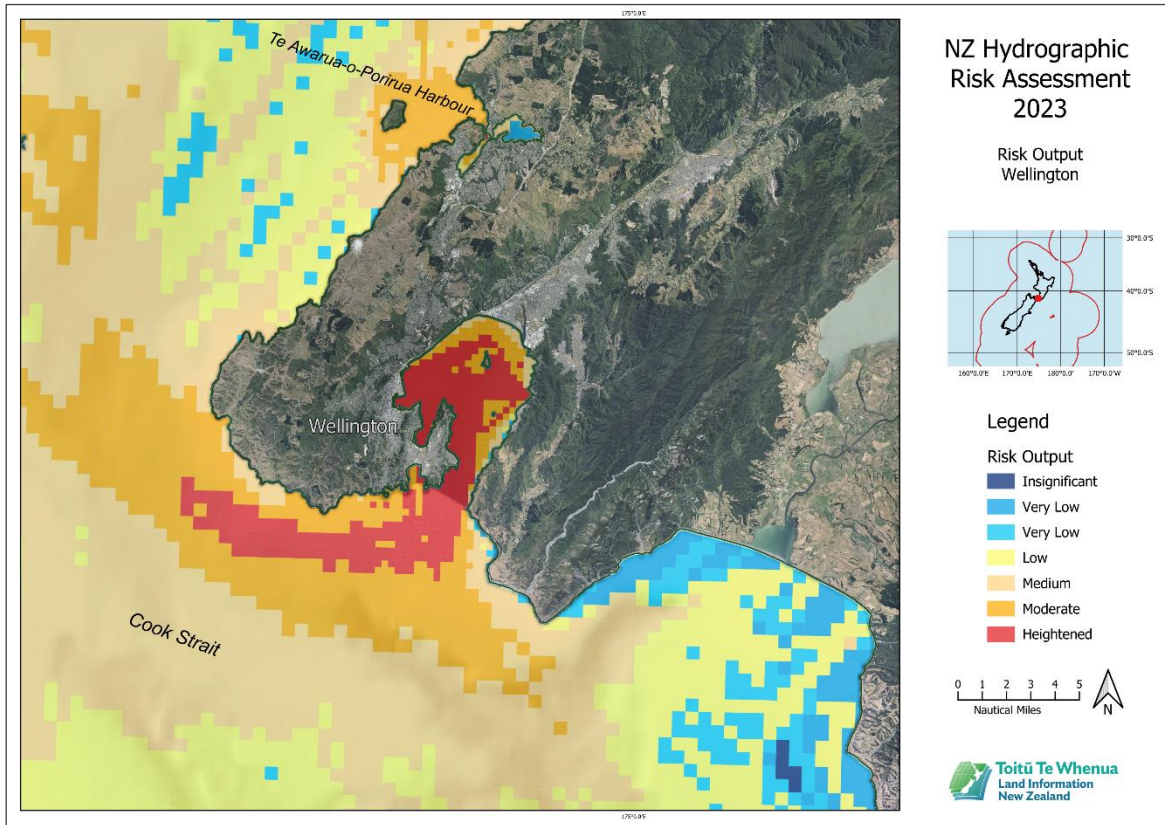 175°0.0'E
Te Awarua-o-Porirua Harbour
Wellington
Cook Strait
175°0.0'E
NZ Hydrographic
Risk Assessment
2023
Risk Output
Wellington
30°0.0'S
40°0.0'S
50°0.0'S
160°0.0'E 170°0.0'E 180°0.0'E 170°0.0'W
Legend
Risk Output
Insignificant
Very Low
Very Low
Low
Medium
Moderate
Heightened
0 1 2 3 4 5
Nautical Miles
N
Toitū Te Whenua
Land Information
New Zealand